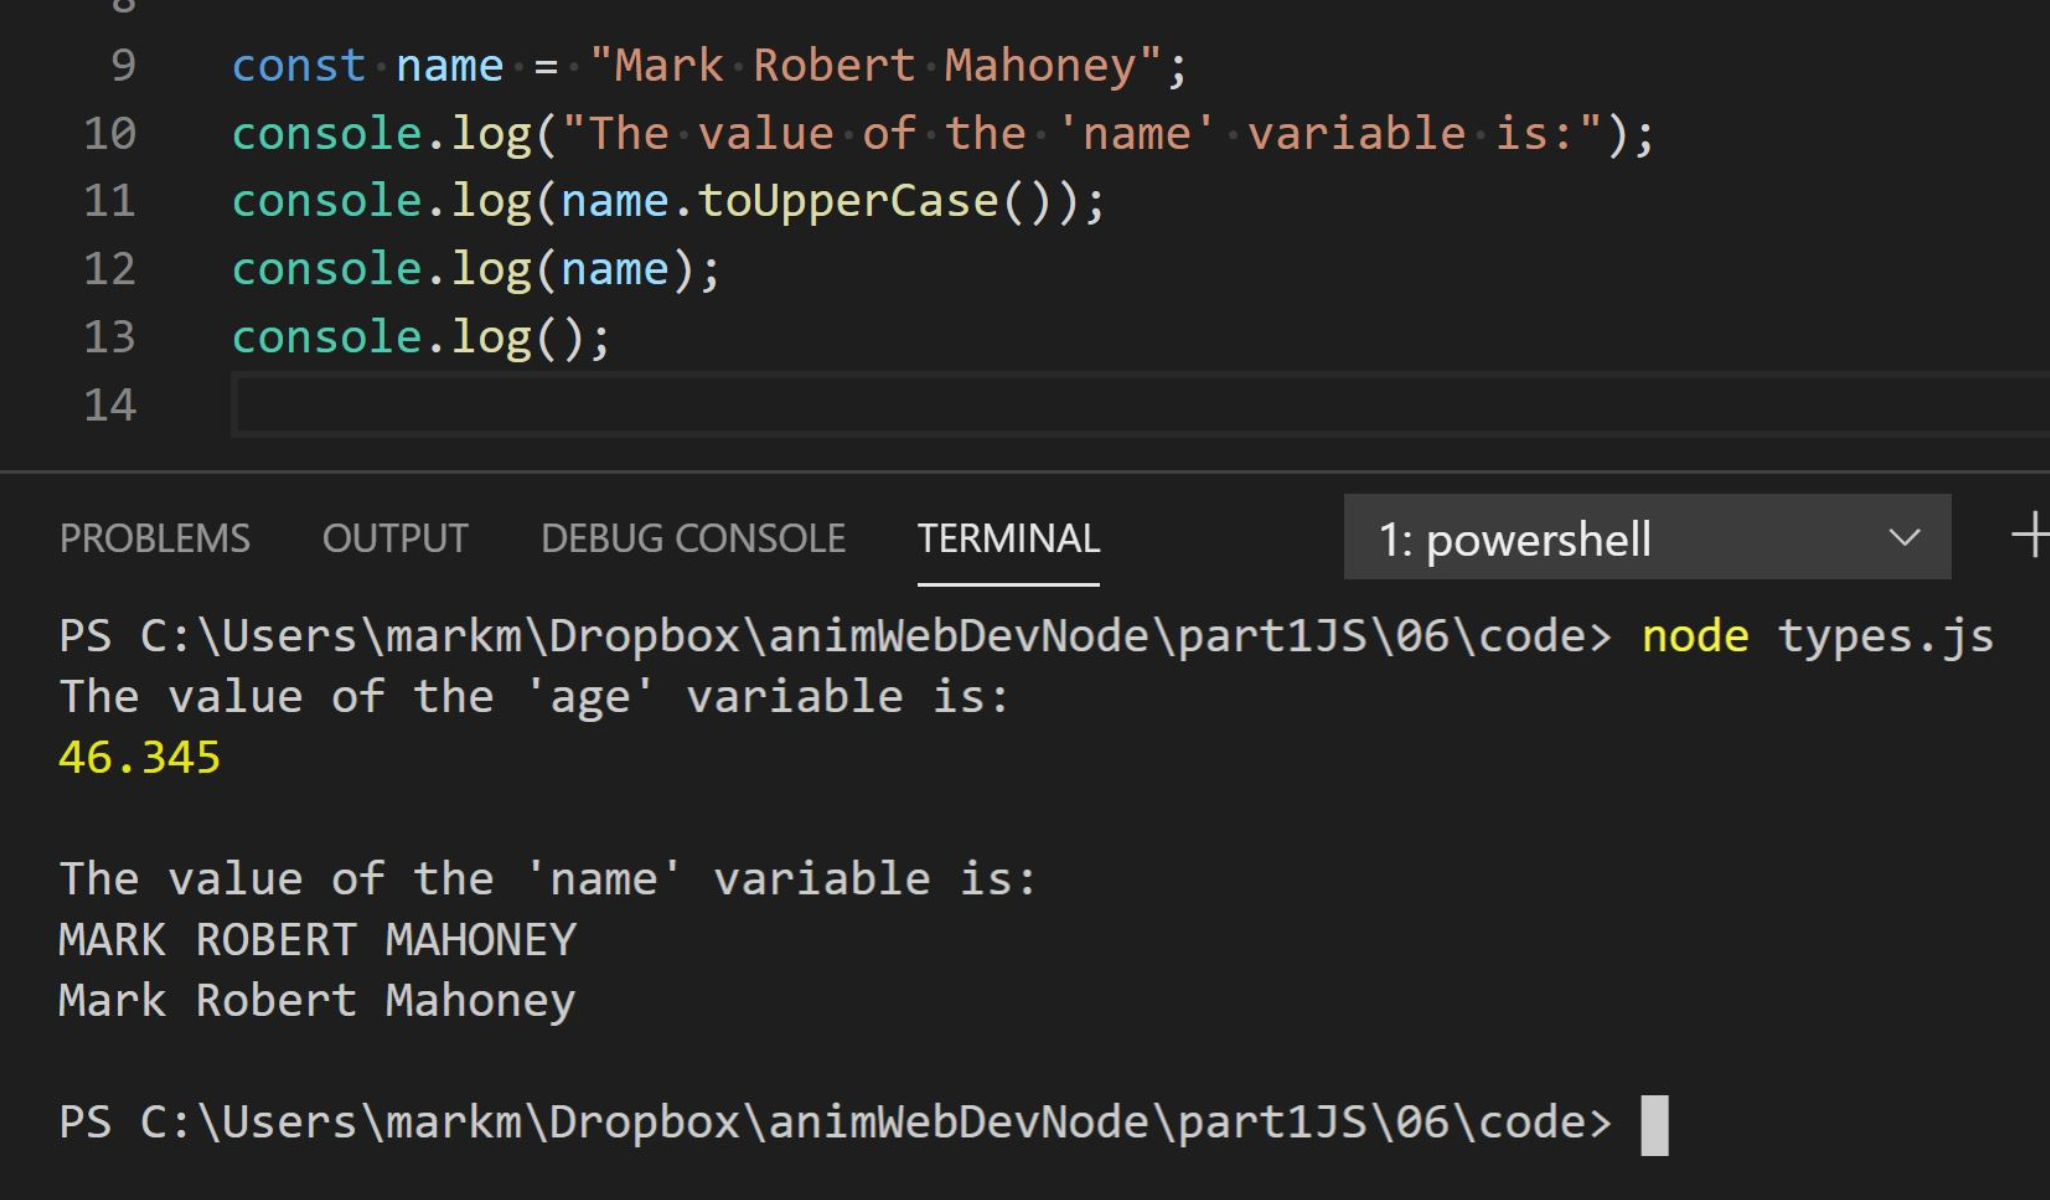 8
9 const name = "Mark Robert Mahoney";
10 console.log("The value of the 'name' variable is:");
11 console.log(name.toUpperCase());
12 console.log(name);
13 console.log();
14
PROBLEMS OUTPUT DEBUG CONSOLE TERMINAL 1: powershell +
PS C:\Users\markm\Dropbox\animWebDevNode\part1JS\06\code> node types.js
The value of the 'age' variable is:
46.345
The value of the 'name' variable is:
MARK ROBERT MAHONEY
Mark Robert Mahoney
PS C:\Users\markm\Dropbox\animWebDevNode\part1JS\06\code>